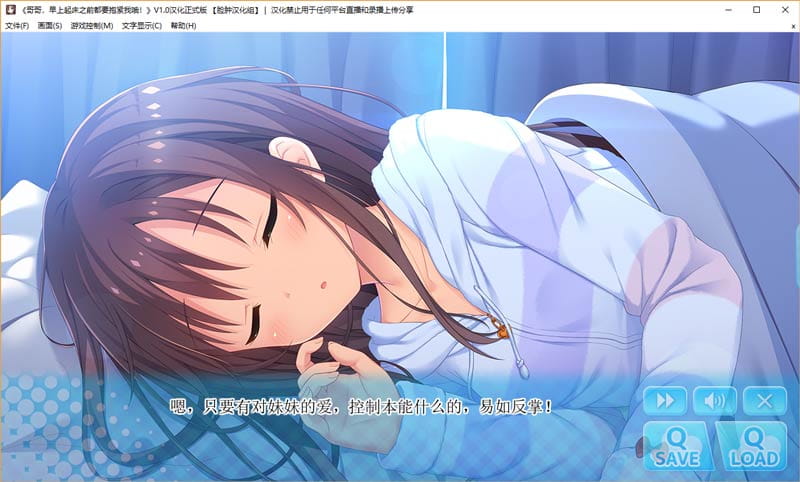 《哥哥，早上起床之前都要抱紧我哦！》V1.0汉化正式版 【脸肿汉化组】 | 汉化禁止用于任何平台直播和录播上传分享
文件(F) 画面(S) 游戏控制(M) 文字显示(C) 帮助(H)
嗯，只要有对妹妹的爱，控制本能什么的，易如反掌！
Q SAVE
Q LOAD